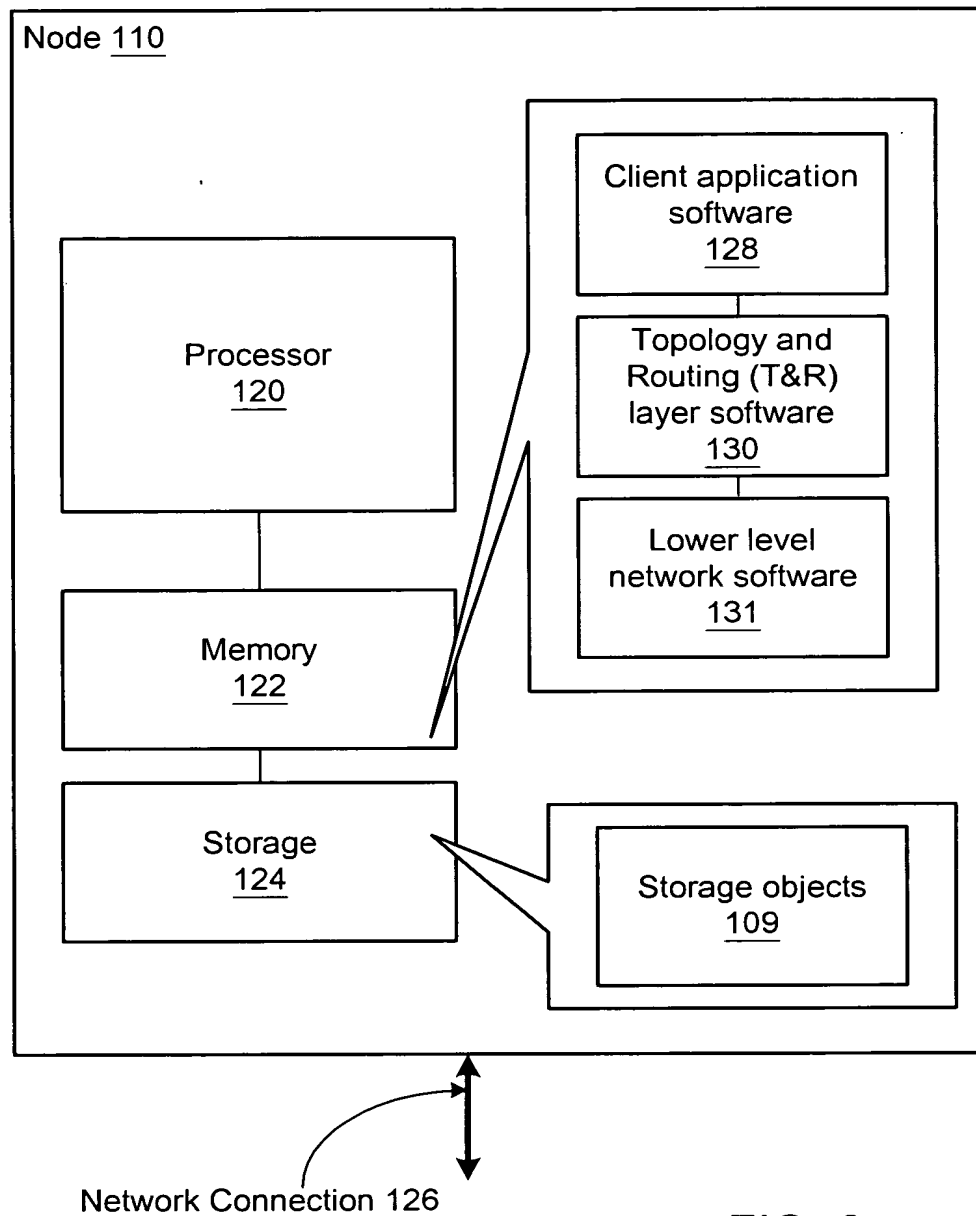 Node 110
Client application
software
128
Topology and
Routing (T&R)
layer software
130
Lower level
network software
131
Processor
120
Memory
122
Storage
124
Storage objects
109
Network Connection 126